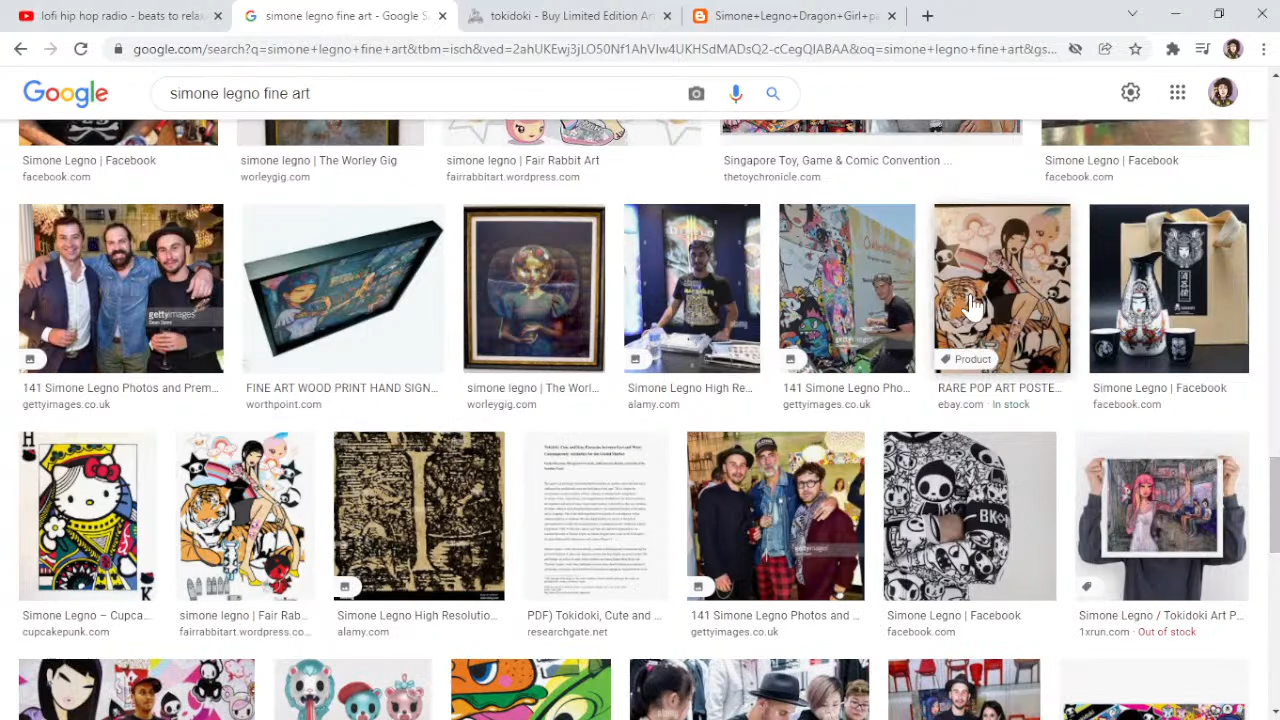 lofi hip hop radio - beats to relax
simone legno fine art - Google S
tokidoki - Buy Limited Edition Art
Simone+Legno+Dragon+Girl+p
google.com/search?q=simone+legno+fine+art&tbm=isch&ved=2ahUKEwj3jLO50Nf1AhVIw4UKHSdMADsQ2-cCegQIABAA&oq=simone+legno+fine+art&gs...
Google
simone legno fine art
Simone Legno | Facebook
facebook.com
simone legno | The Worley Gig
worleygig.com
simone legno | Fair Rabbit Art
fairrabbitart.wordpress.com
Singapore Toy, Game & Comic Convention ...
thetoychronicle.com
Simone Legno | Facebook
facebook.com
gettyimages
Product
141 Simone Legno Photos and Prem...
gettyimages.co.uk
FINE ART WOOD PRINT HAND SIGN...
worthpoint.com
simone legno | The Worl...
worleygig.com
Simone Legno High Re...
alamy.com
141 Simone Legno Pho...
gettyimages.co.uk
RARE POP ART POSTE...
ebay.com · In stock
Simone Legno | Facebook
facebook.com
H
K
Simone Legno – Cupca...
cupcakepunk.com
simone legno | Fair Rab...
fairrabbitart.wordpress.co...
Simone Legno High Resolutio...
alamy.com
PDF) Tokidoki, Cute and ...
researchgate.net
141 Simone Legno Photos and ...
gettyimages.co.uk
Simone Legno | Facebook
facebook.com
Simone Legno / Tokidoki Art P...
1xrun.com · Out of stock